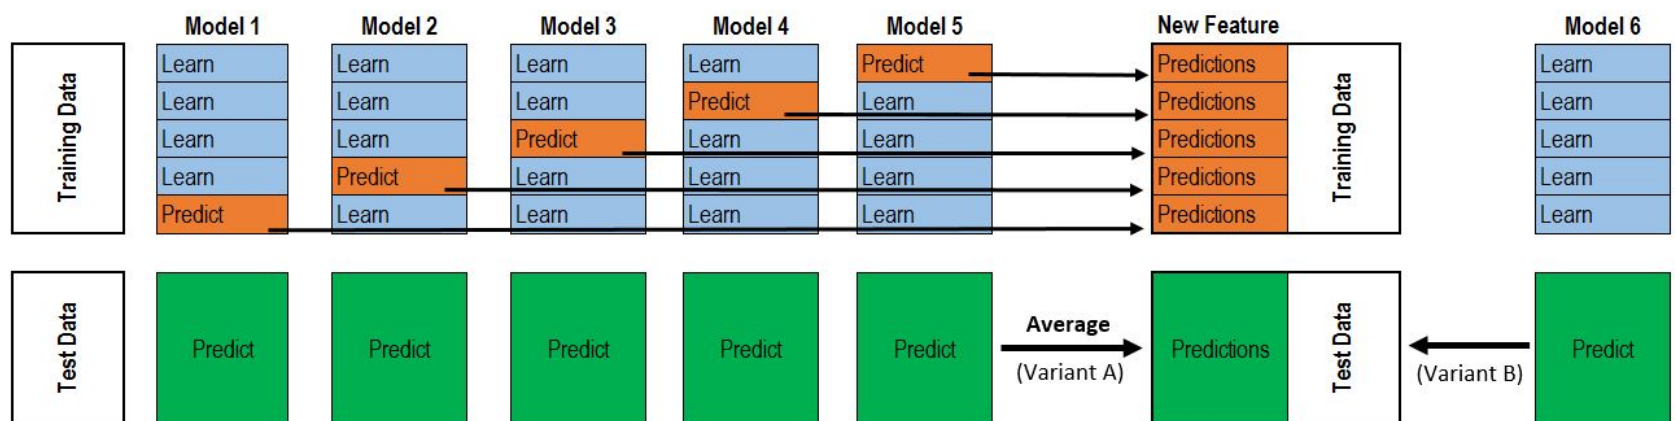 Model 1 Model 2 Model 3 Model 4 Model 5 New Feature Model 6
Training Data
Learn Learn Learn Learn Predict Predictions Learn
Learn Learn Learn Predict Learn Predictions Learn
Learn Learn Predict Learn Learn Predictions Learn
Learn Predict Learn Learn Learn Predictions Learn
Predict Learn Learn Learn Learn Predictions Learn
Training Data
Test Data
Predict Predict Predict Predict Predict
Average
(Variant A)
Predictions
Test Data
(Variant B)
Predict